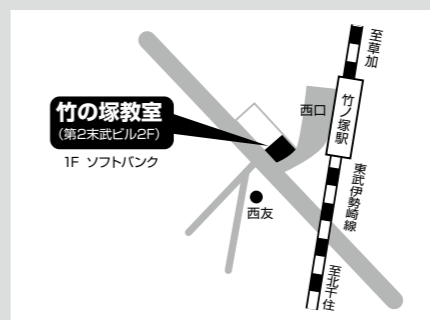 竹の塚教室
(第2末武ビル2F)
1F ソフトバンク
西口
至草加
竹ノ塚駅
東武伊勢崎線
西友
至北千住